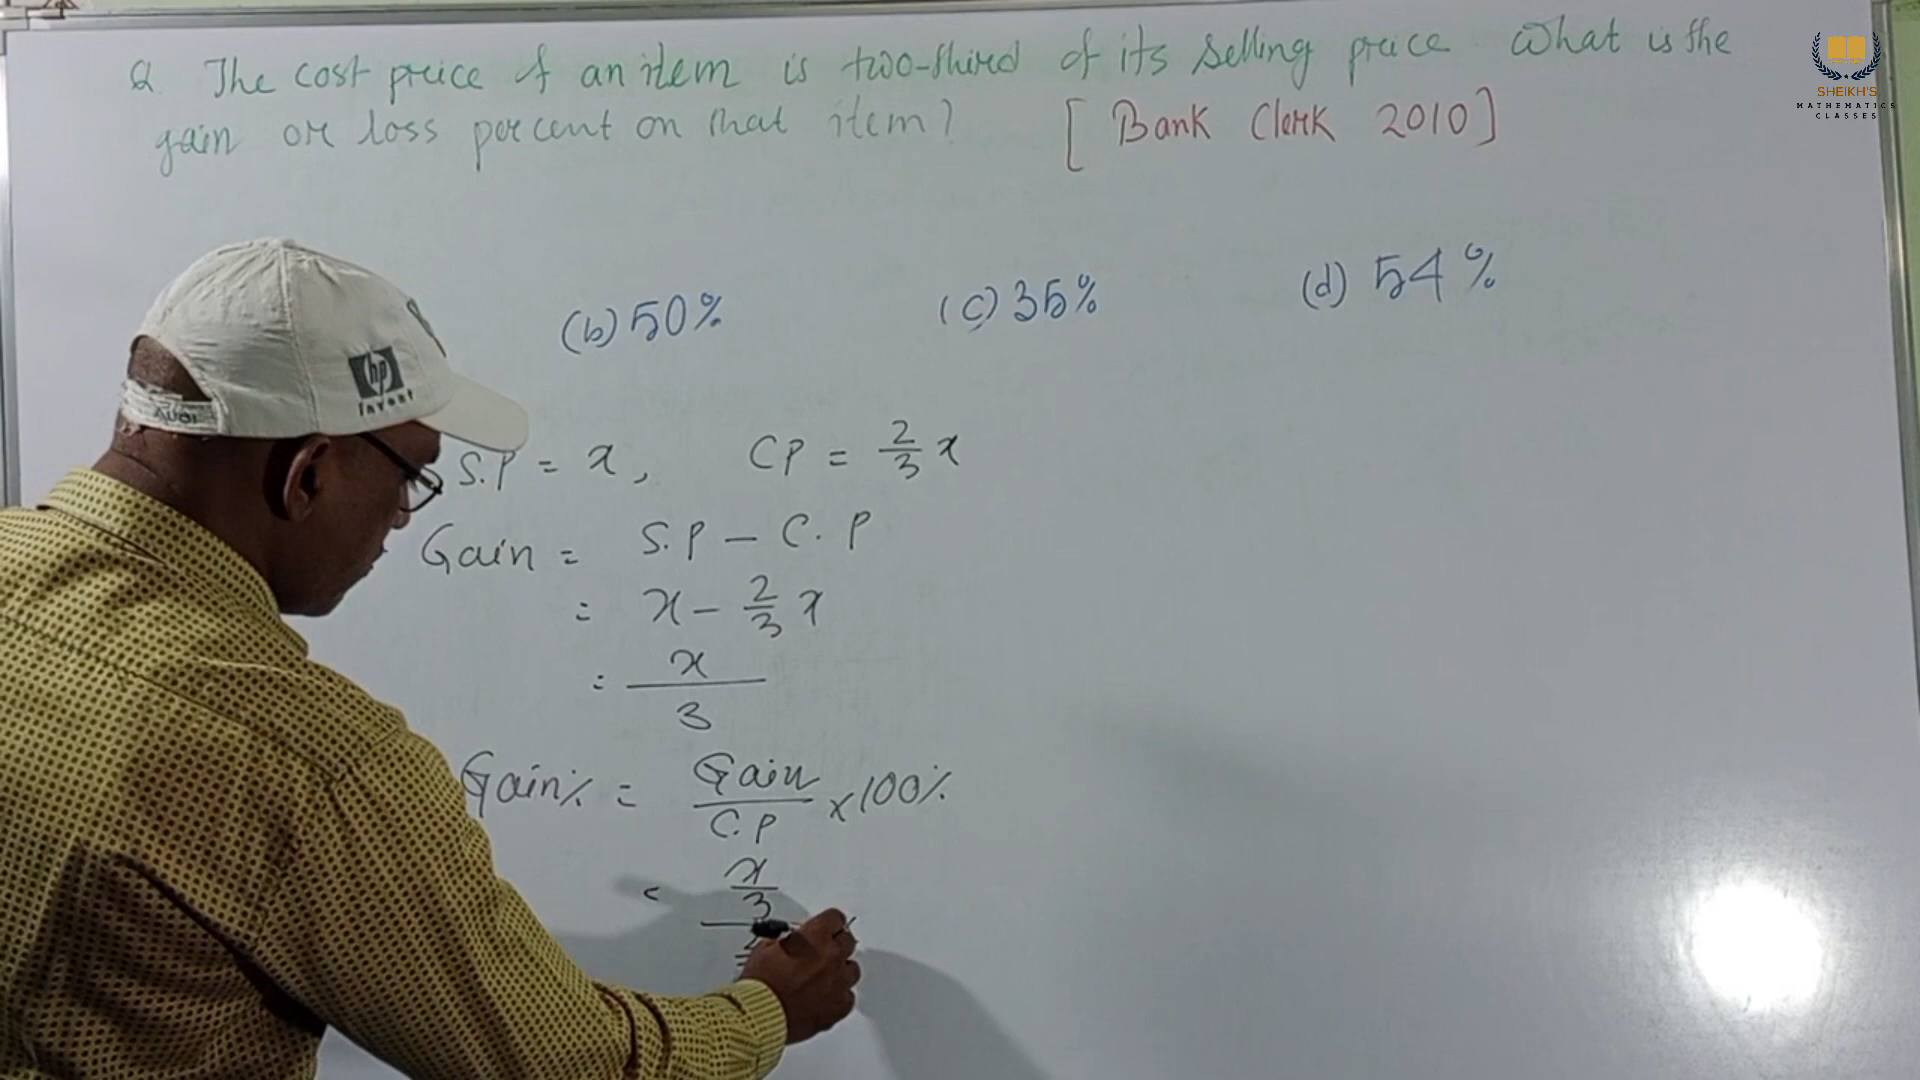 Q. The cost price of an item is two-third of its selling price. What is the
gain or loss percent on that item? [Bank Clerk 2010]
SHEIKH'S
MATHEMATICS
CLASSES
(b) 50% (c) 35% (d) 54%
hp
invent
AUDI
S.P = x, CP = 2/3 x
Gain = S.P - C.P
= x - 2/3 x
= x/3
Gain% = Gain/C.P x 100%
= x/3